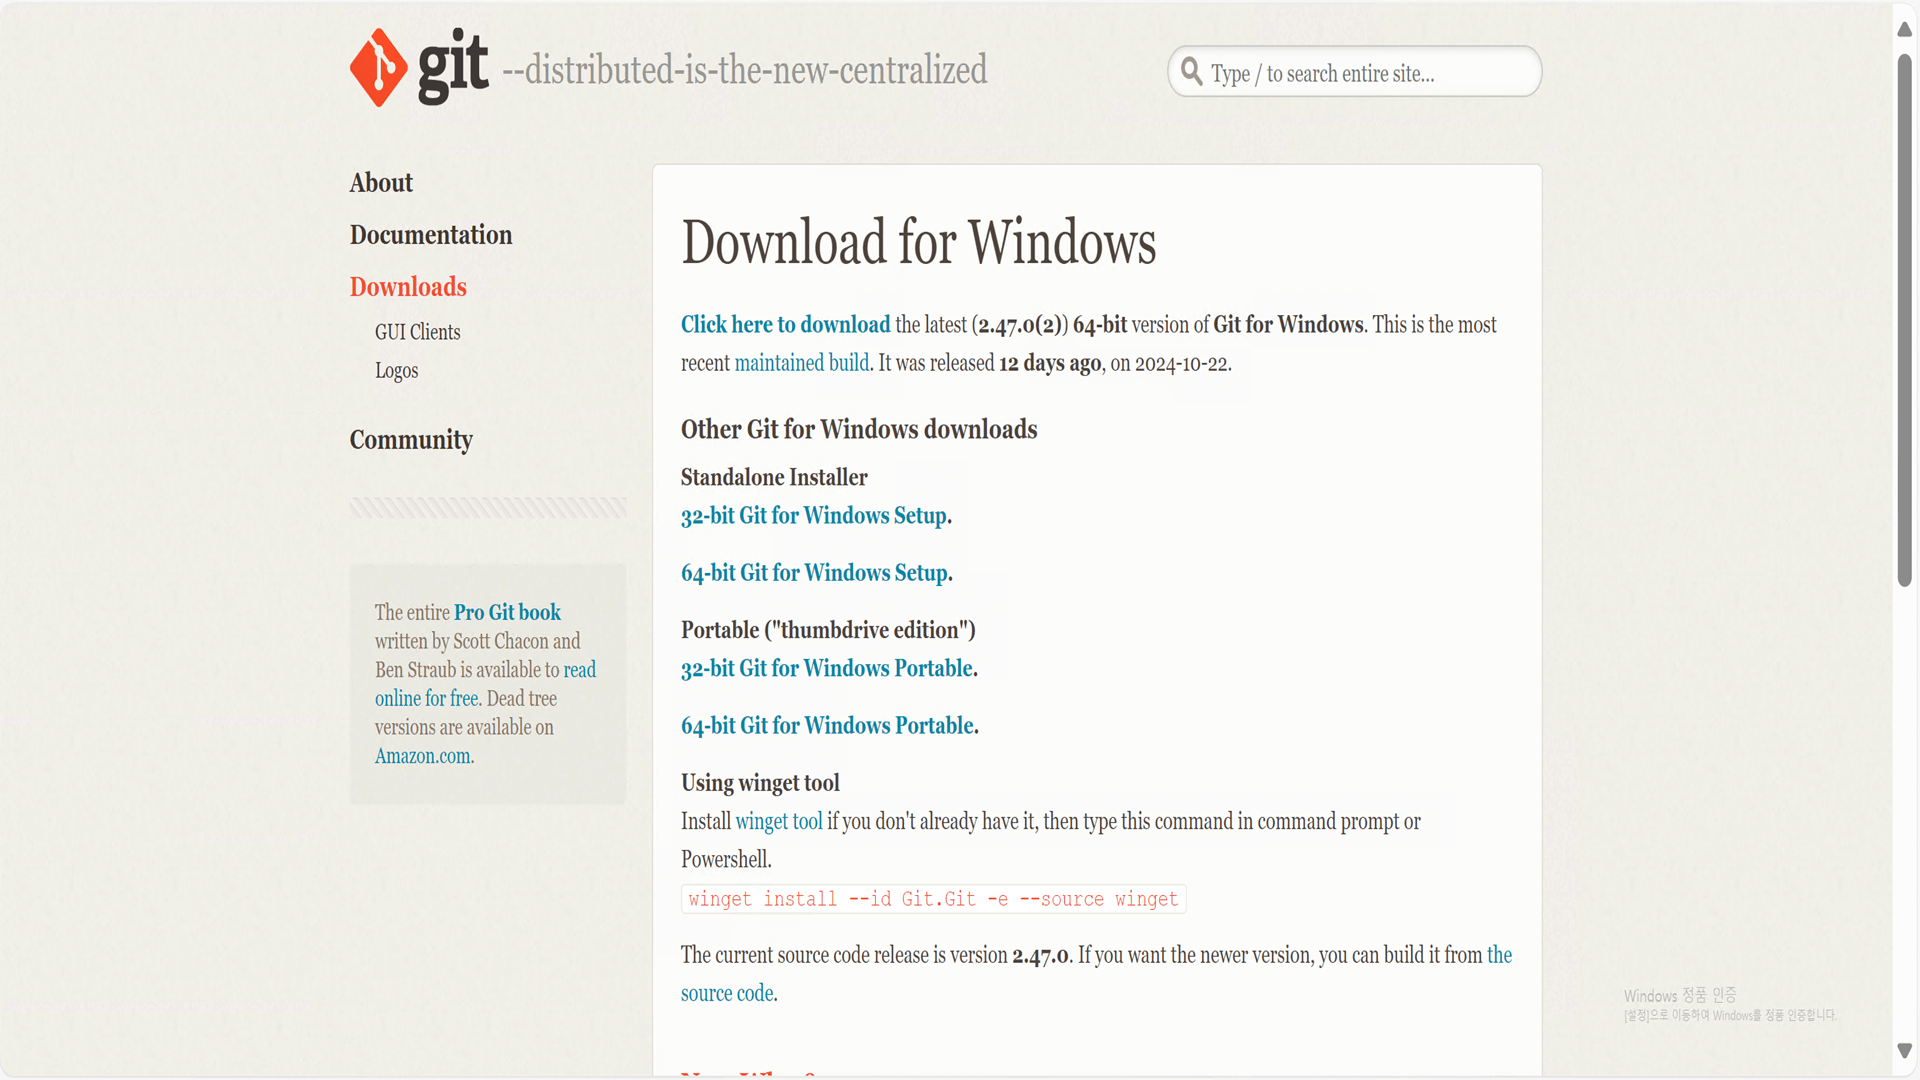 git --distributed-is-the-new-centralized
Type / to search entire site...
About
Documentation
Downloads
GUI Clients
Logos
Community
The entire Pro Git book
written by Scott Chacon and
Ben Straub is available to read
online for free. Dead tree
versions are available on
Amazon.com.
Download for Windows
Click here to download the latest (2.47.0(2)) 64-bit version of Git for Windows. This is the most
recent maintained build. It was released 12 days ago, on 2024-10-22.
Other Git for Windows downloads
Standalone Installer
32-bit Git for Windows Setup.
64-bit Git for Windows Setup.
Portable ("thumbdrive edition")
32-bit Git for Windows Portable.
64-bit Git for Windows Portable.
Using winget tool
Install winget tool if you don't already have it, then type this command in command prompt or
Powershell.
winget install --id Git.Git -e --source winget
The current source code release is version 2.47.0. If you want the newer version, you can build it from the
source code.
Windows 정품 인증
[설정]으로 이동하여 Windows를 정품 인증합니다.